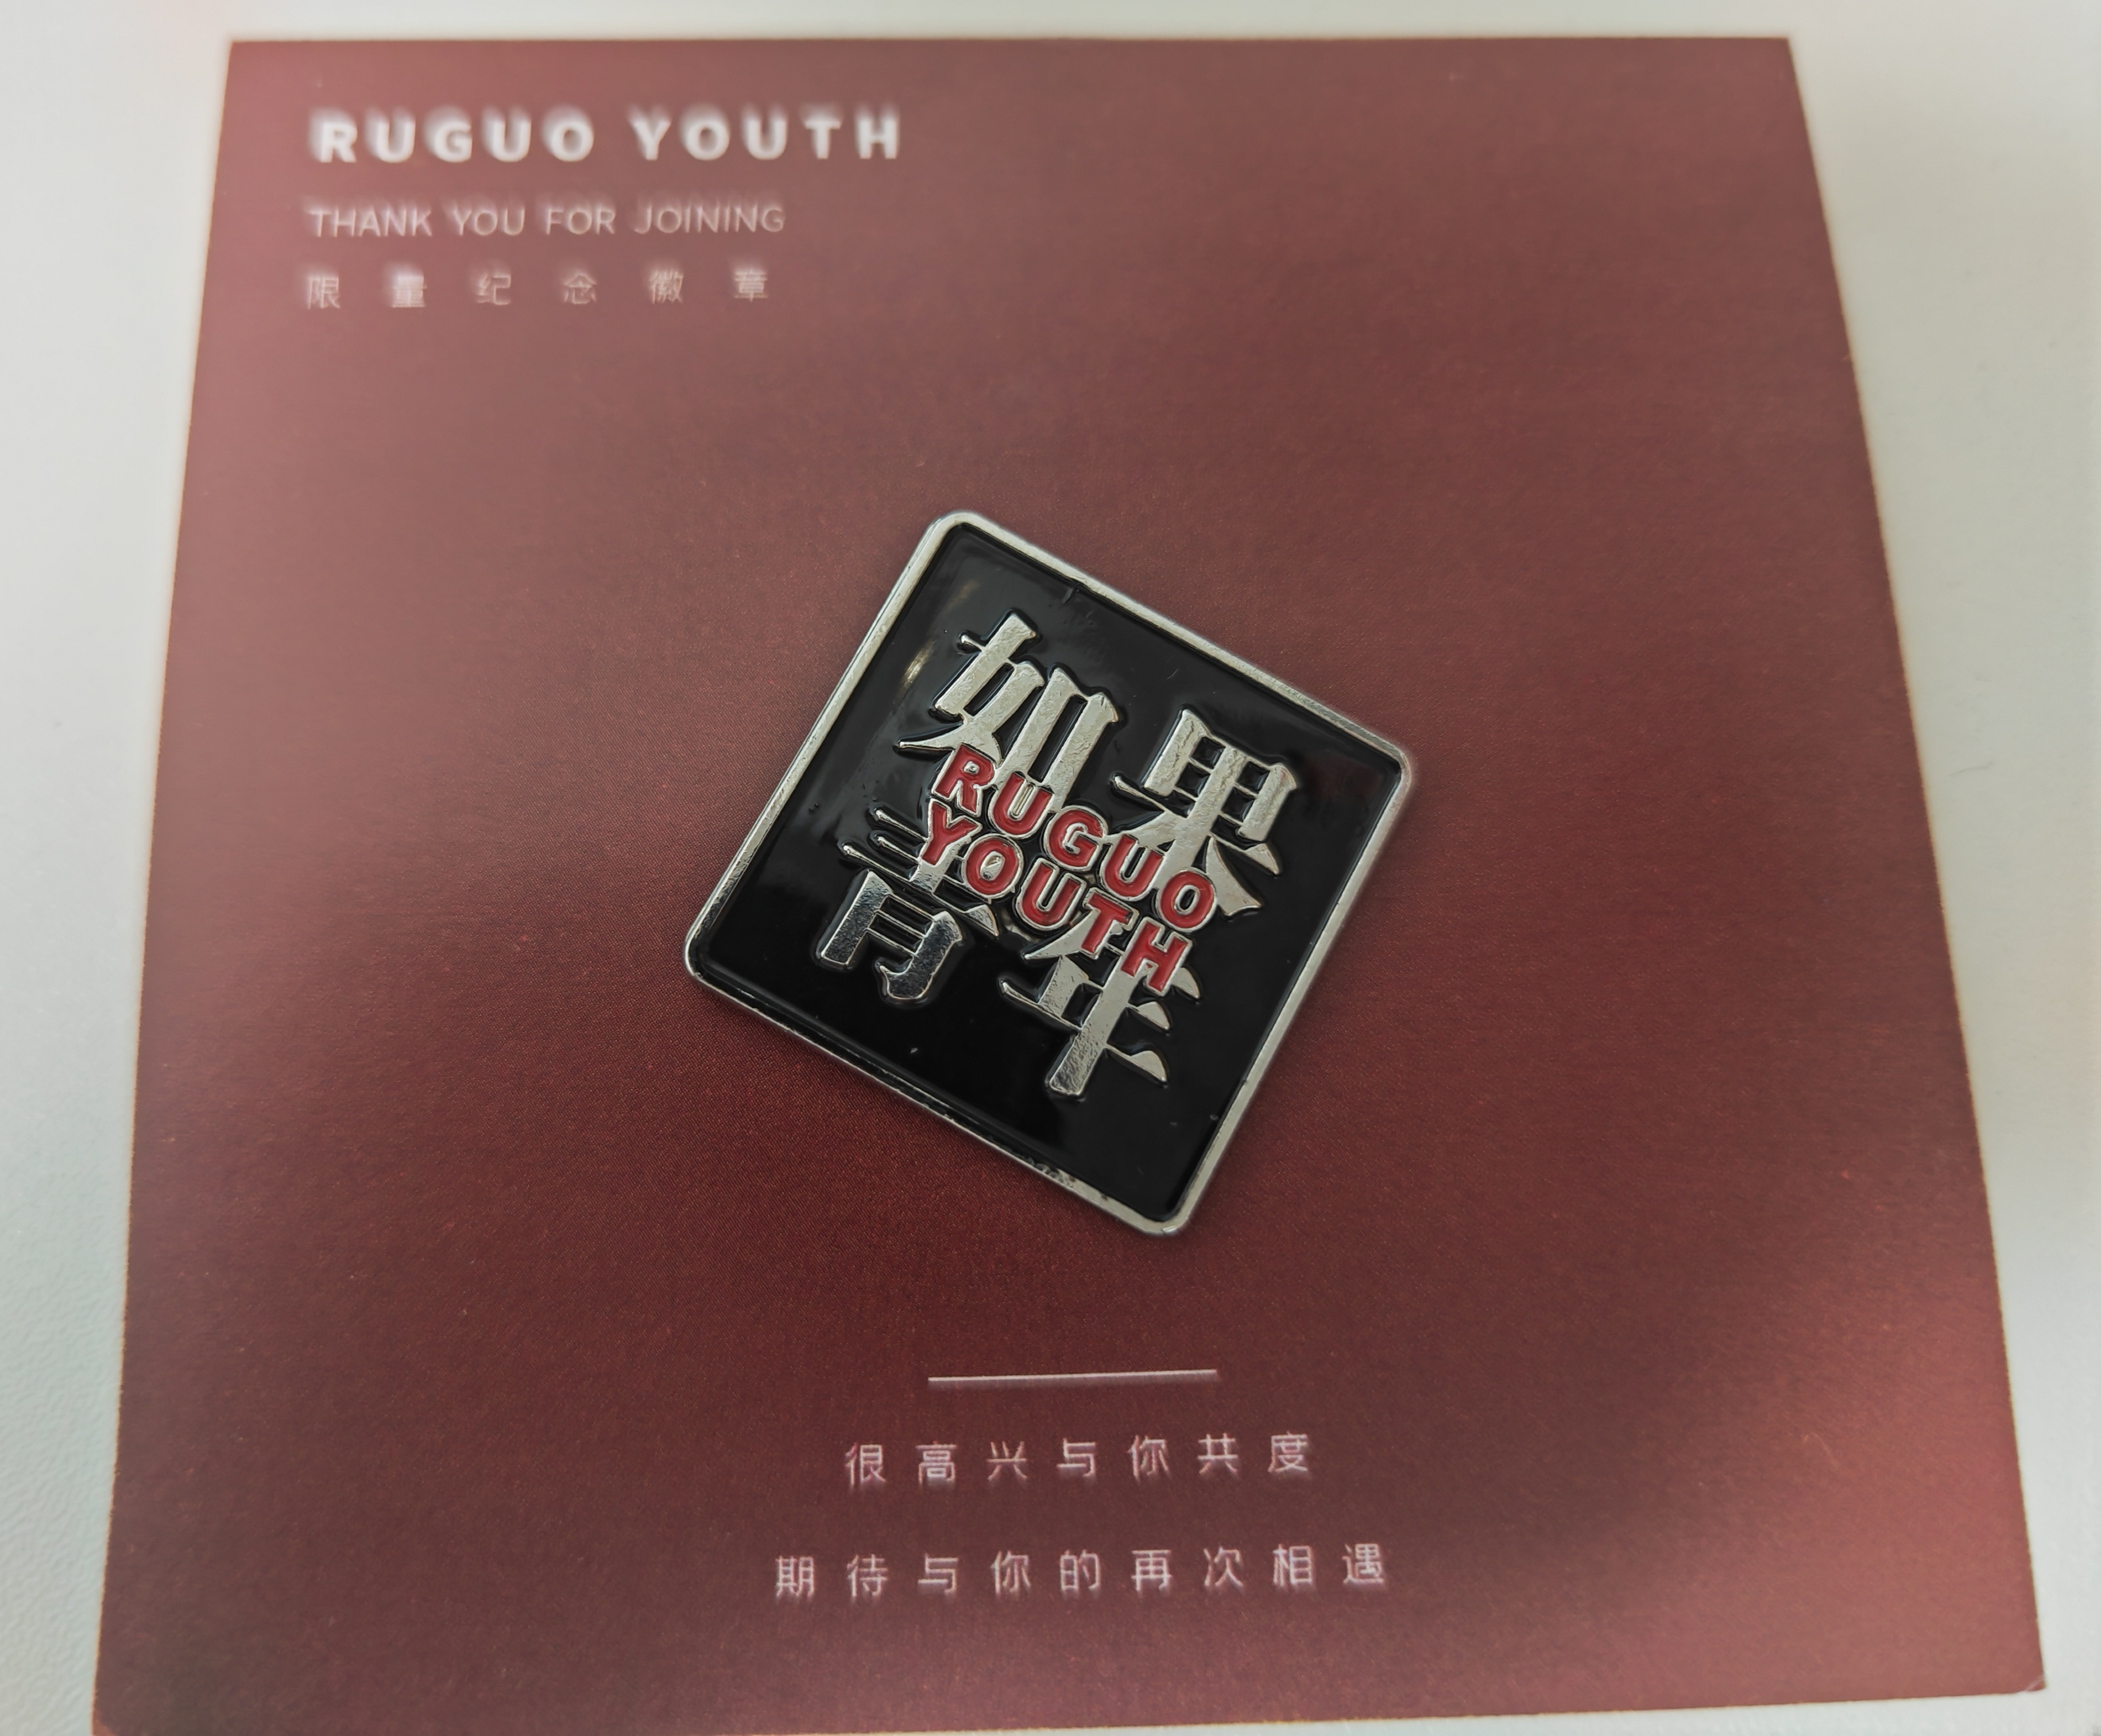 RUGUO YOUTH
THANK YOU FOR JOINING
限量纪念徽章
如果
RUGUO
YOUTH
青年
很高兴与你共度
期待与你的再次相遇